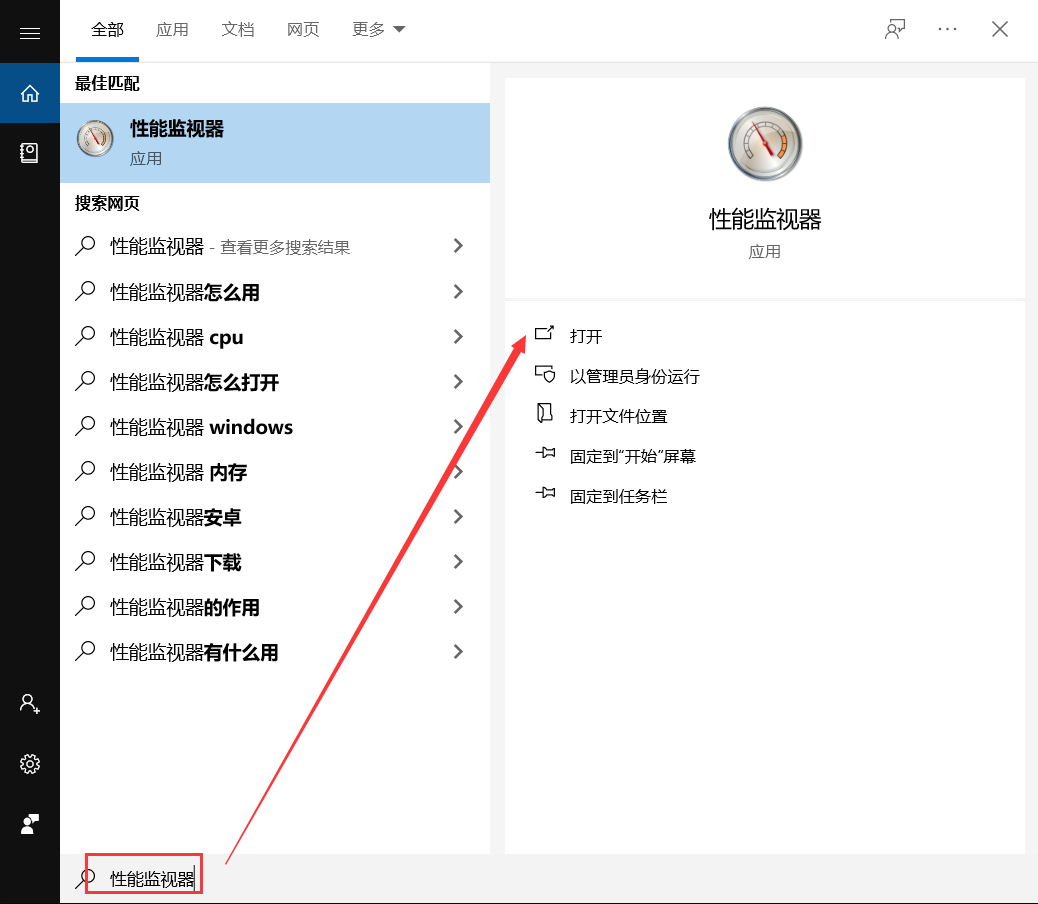 全部 应用 文档 网页 更多
最佳匹配
性能监视器
应用
搜索网页
性能监视器 - 查看更多搜索结果
性能监视器怎么用
性能监视器 cpu
性能监视器怎么打开
性能监视器 windows
性能监视器 内存
性能监视器安卓
性能监视器下载
性能监视器的作用
性能监视器有什么用
性能监视器
应用
打开
以管理员身份运行
打开文件位置
固定到“开始”屏幕
固定到任务栏
性能监视器